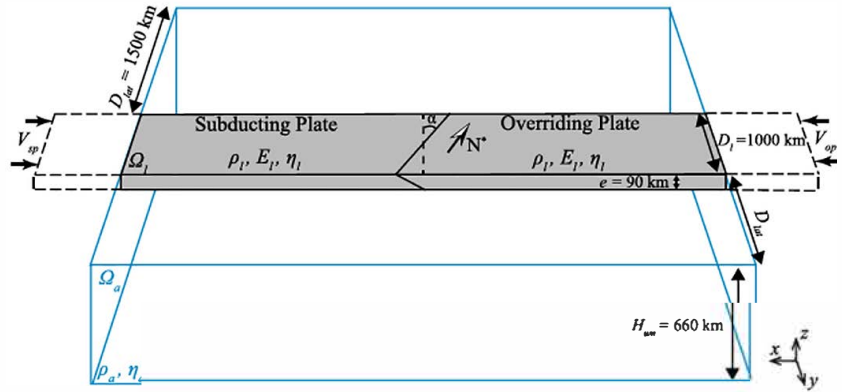 D_lat = 1500 km
V_sp
Subducting Plate
α
Overriding Plate
N*
D_l =1000 km
V_op
Ω_l
ρ_l, E_l, η_l
ρ_l, E_l, η_l
e = 90 km
D_lat
Ω_a
H_um = 660 km
ρ_a, η
z
x
y